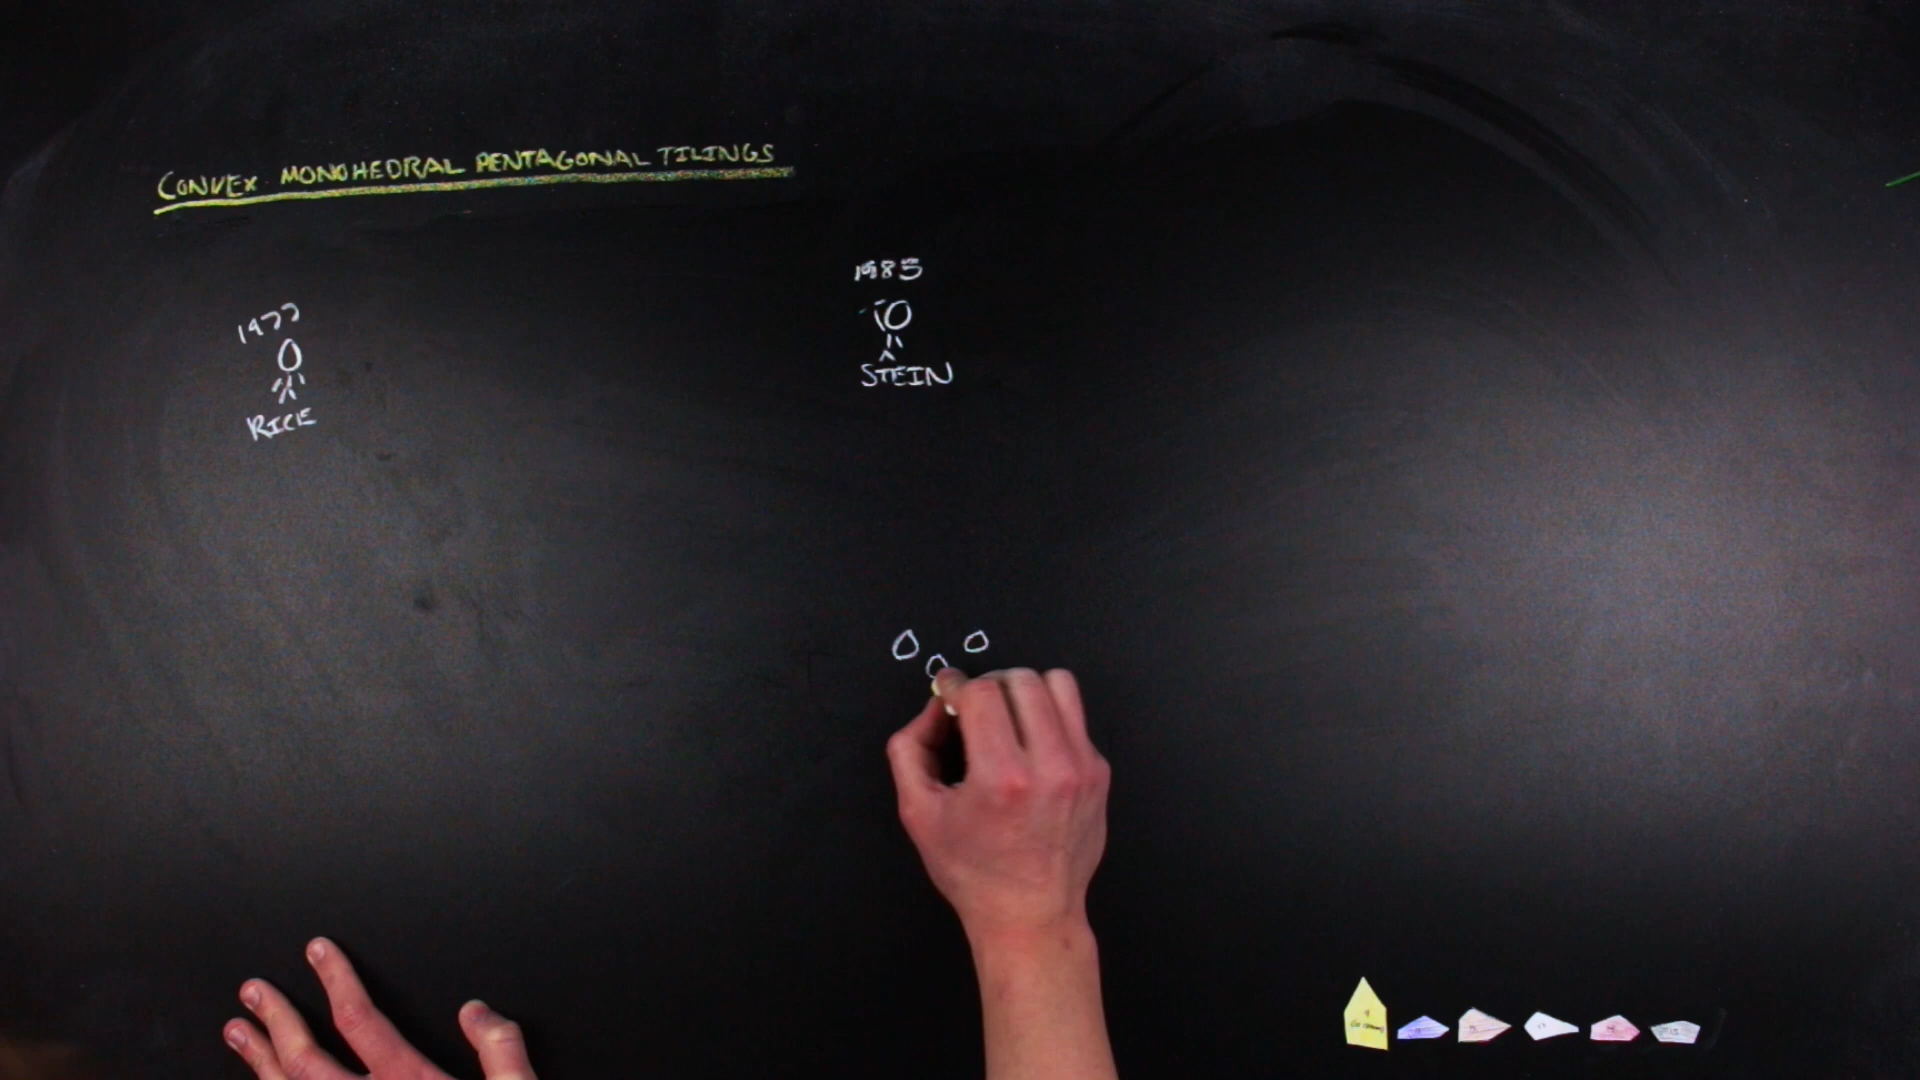 CONVEX MONOHEDRAL PENTAGONAL TILINGS
1977
RICE
1985
STEIN